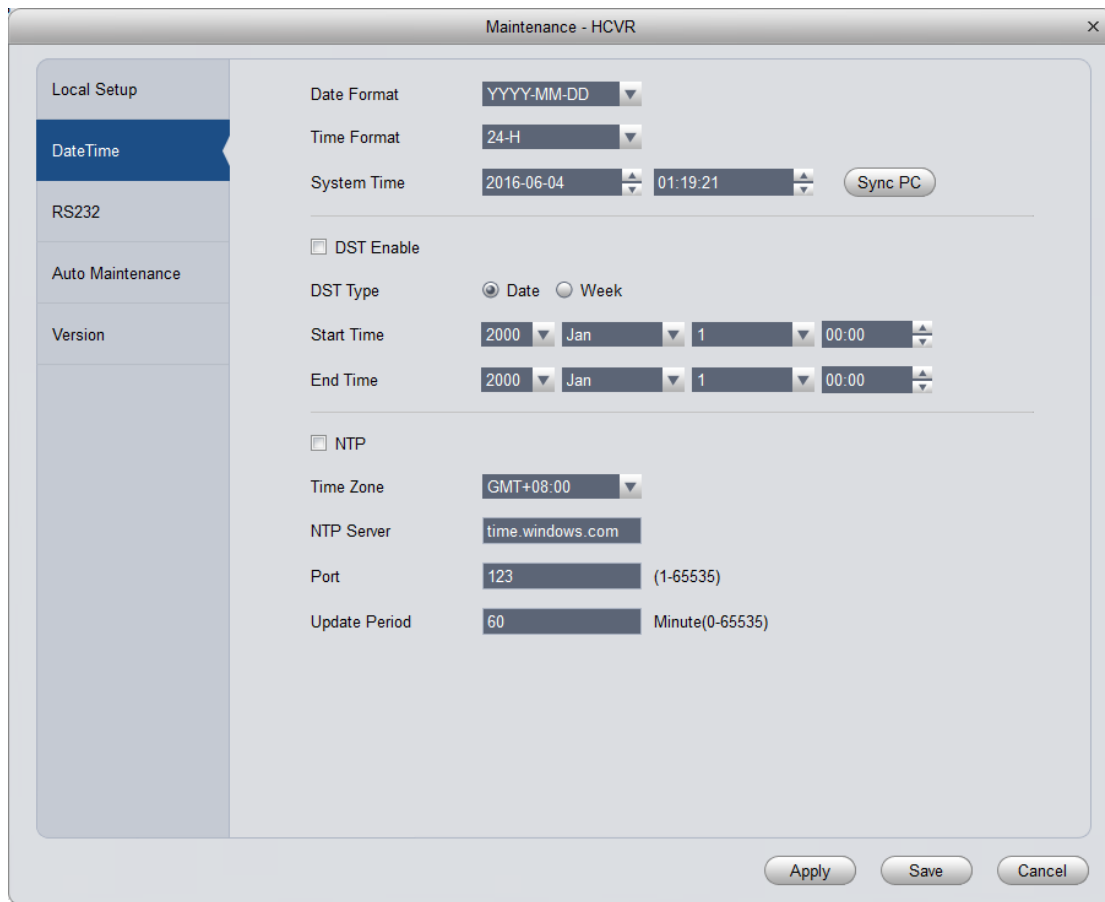 Maintenance - HCVR
Local Setup
DateTime
RS232
Auto Maintenance
Version
Date Format YYYY-MM-DD
Time Format 24-H
System Time 2016-06-04 01:19:21 Sync PC
DST Enable
DST Type Date Week
Start Time 2000 Jan 1 00:00
End Time 2000 Jan 1 00:00
NTP
Time Zone GMT+08:00
NTP Server time.windows.com
Port 123 (1-65535)
Update Period 60 Minute(0-65535)
Apply Save Cancel